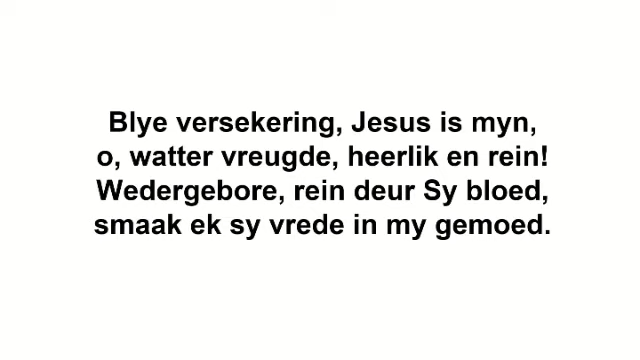 Blye versekering, Jesus is myn,
o, watter vreugde, heerlik en rein!
Wedergebore, rein deur Sy bloed,
smaak ek sy vrede in my gemoed.